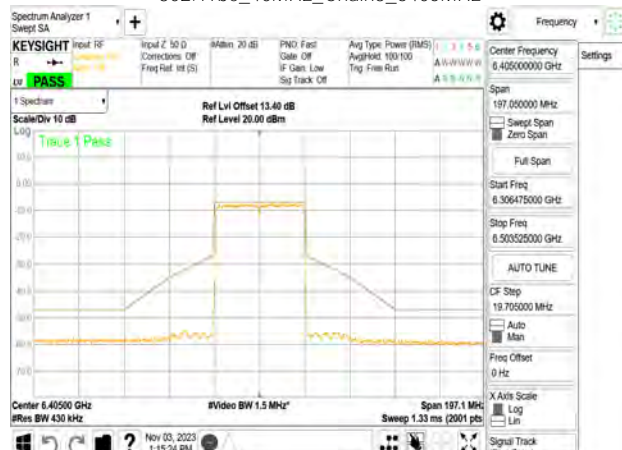 Spectrum Analyzer 1
Swept SA
+
Frequency
KEYSIGHT
Input: RF
Input Z: 50 Ω
#Atten: 20 dB
PNO: Fast
Avg Type: Power (RMS)
Corrections: Off
Gate: Off
Avg|Hold: 100/100
Freq Ref: Int (S)
IF Gain: Low
Trig: Free Run
Sig Track: Off
PASS
Center Frequency
6.405000000 GHz
Settings
Span
197.050000 MHz
Swept Span
Zero Span
Full Span
Start Freq
6.306475000 GHz
Stop Freq
6.503525000 GHz
AUTO TUNE
CF Step
19.705000 MHz
Auto
Man
Freq Offset
0 Hz
X Axis Scale
Log
Lin
Signal Track
1 Spectrum
Scale/Div 10 dB
Ref Lvl Offset 13.40 dB
Ref Level 20.00 dBm
Log
Trace 1 Pass
Center 6.40500 GHz
#Video BW 1.5 MHz*
Span 197.1 MHz
#Res BW 430 kHz
Sweep 1.33 ms (2001 pts
Nov 03, 2023
1:15:24 PM